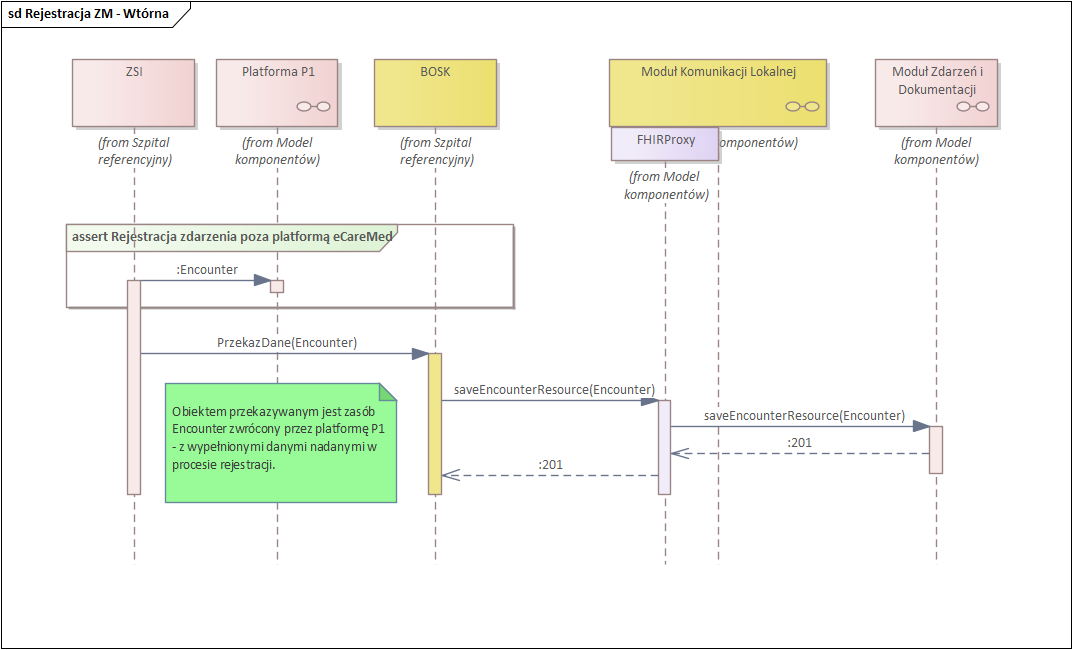 sd Rejestracja ZM - Wtórna
ZSI
Platforma P1
BOSK
Moduł Komunikacji Lokalnej
Moduł Zdarzeń i
Dokumentacji
FHIRProxy
(from Szpital
referencyjny)
(from Model
komponentów)
(from Szpital
referencyjny)
omponentów)
(from Model
komponentów)
(from Model
komponentów)
assert Rejestracja zdarzenia poza platformą eCareMed
:Encounter
PrzekazDane(Encounter)
saveEncounterResource(Encounter)
saveEncounterResource(Encounter)
:201
:201
Obiektem przekazywanym jest zasób
Encounter zwrócony przez platformę P1
- z wypełnionymi danymi nadanymi w
procesie rejestracji.